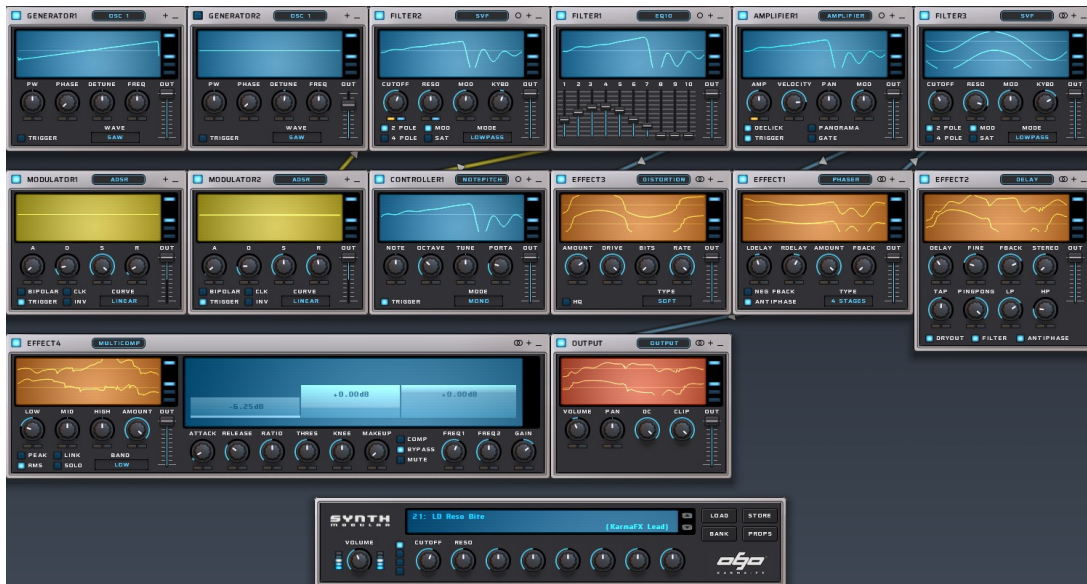 GENERATOR1 OSC 1
PW PHASE DETUNE FREQ OUT
WAVE
TRIGGER SAW
GENERATOR2 OSC 1
PW PHASE DETUNE FREQ OUT
WAVE
TRIGGER SAW
FILTER2 SVF
CUTOFF RESO MOD KYBD OUT
2 POLE MOD MODE
4 POLE SAT LOWPASS
FILTER1 EQ10
1 2 3 4 5 6 7 8 9 10
AMPLIFIER1 AMPLIFIER
AMP VELOCITY PAN MOD OUT
DECLICK PANORAMA
TRIGGER GATE
FILTER3 SVF
CUTOFF RESO MOD KYBD OUT
2 POLE MOD MODE
4 POLE SAT LOWPASS
MODULATOR1 ADSR
A D S R OUT
BIPOLAR CLK CURVE
TRIGGER INV LINEAR
MODULATOR2 ADSR
A D S R OUT
BIPOLAR CLK CURVE
TRIGGER INV LINEAR
CONTROLLER1 NOTEPITCH
NOTE OCTAVE TUNE PORTA OUT
MODE
TRIGGER MONO
EFFECT3 DISTORTION
AMOUNT DRIVE BITS RATE OUT
TYPE
HQ SOFT
EFFECT1 PHASER
LDELAY RDELAY AMOUNT FBACK OUT
NEG FBACK TYPE
ANTIPHASE 4 STAGES
EFFECT2 DELAY
DELAY FINE FBACK STEREO OUT
TAP PINGPONG LP HP
DRYOUT FILTER ANTIPHASE
EFFECT4 MULTICOMP
LOW MID HIGH AMOUNT OUT
PEAK LINK BAND
RMS SOLO LOW
-6.25dB +0.00dB +0.00dB
ATTACK RELEASE RATIO THRES KNEE MAKEUP COMP FREQ1 FREQ2 GAIN
BYPASS
MUTE
OUTPUT OUTPUT
VOLUME PAN DC CLIP OUT
SYNTH
MODULAR
21: LD Reso Bite
(KarnaFX Lead)
LOAD STORE
BANK PROPS
VOLUME CUTOFF RESO
KARMA-FX